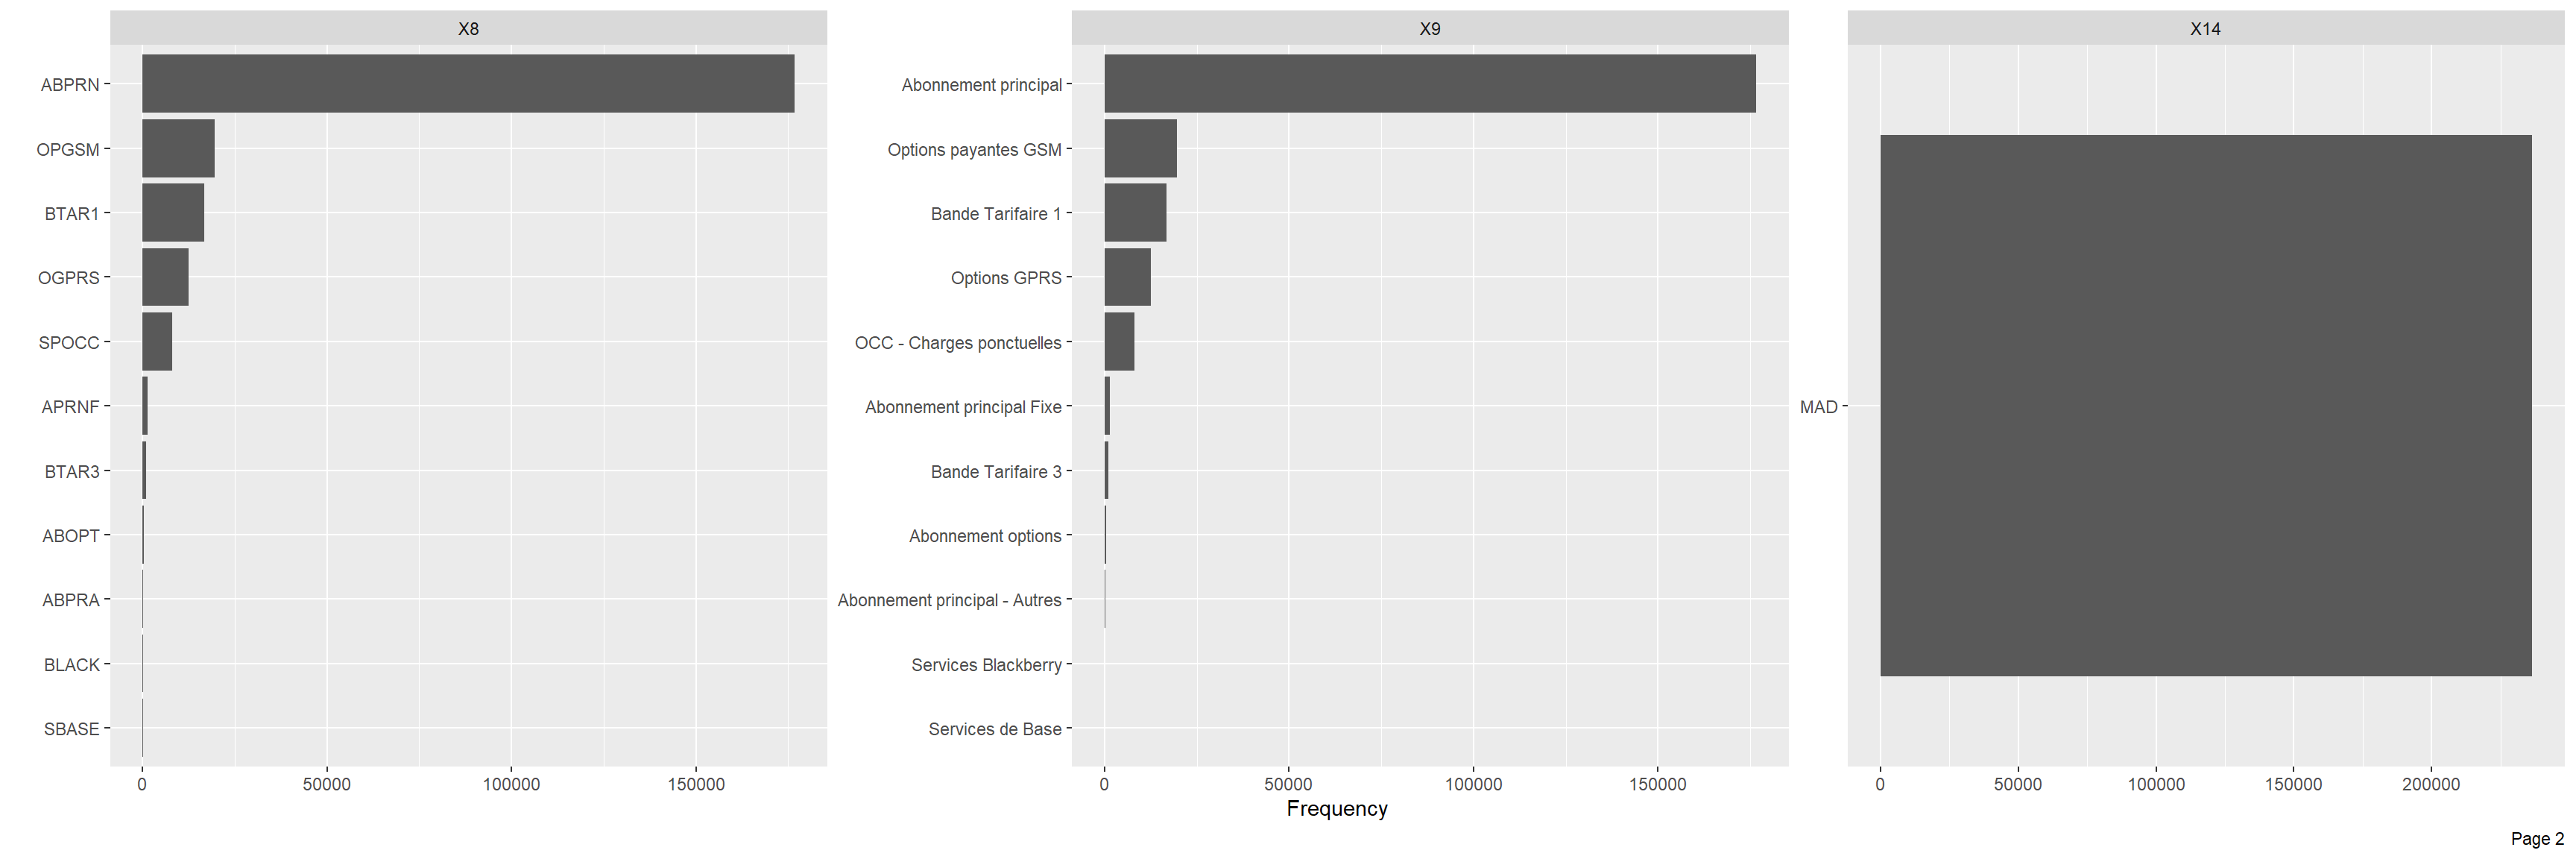 X8
ABPRN
OPGSM
BTAR1
OGPRS
SPOCC
APRNF
BTAR3
ABOPT
ABPRA
BLACK
SBASE
0 50000 100000 150000
X9
Abonnement principal
Options payantes GSM
Bande Tarifaire 1
Options GPRS
OCC - Charges ponctuelles
Abonnement principal Fixe
Bande Tarifaire 3
Abonnement options
Abonnement principal - Autres
Services Blackberry
Services de Base
0 50000 100000 150000
X14
MAD
0 50000 100000 150000 200000
Frequency
Page 2